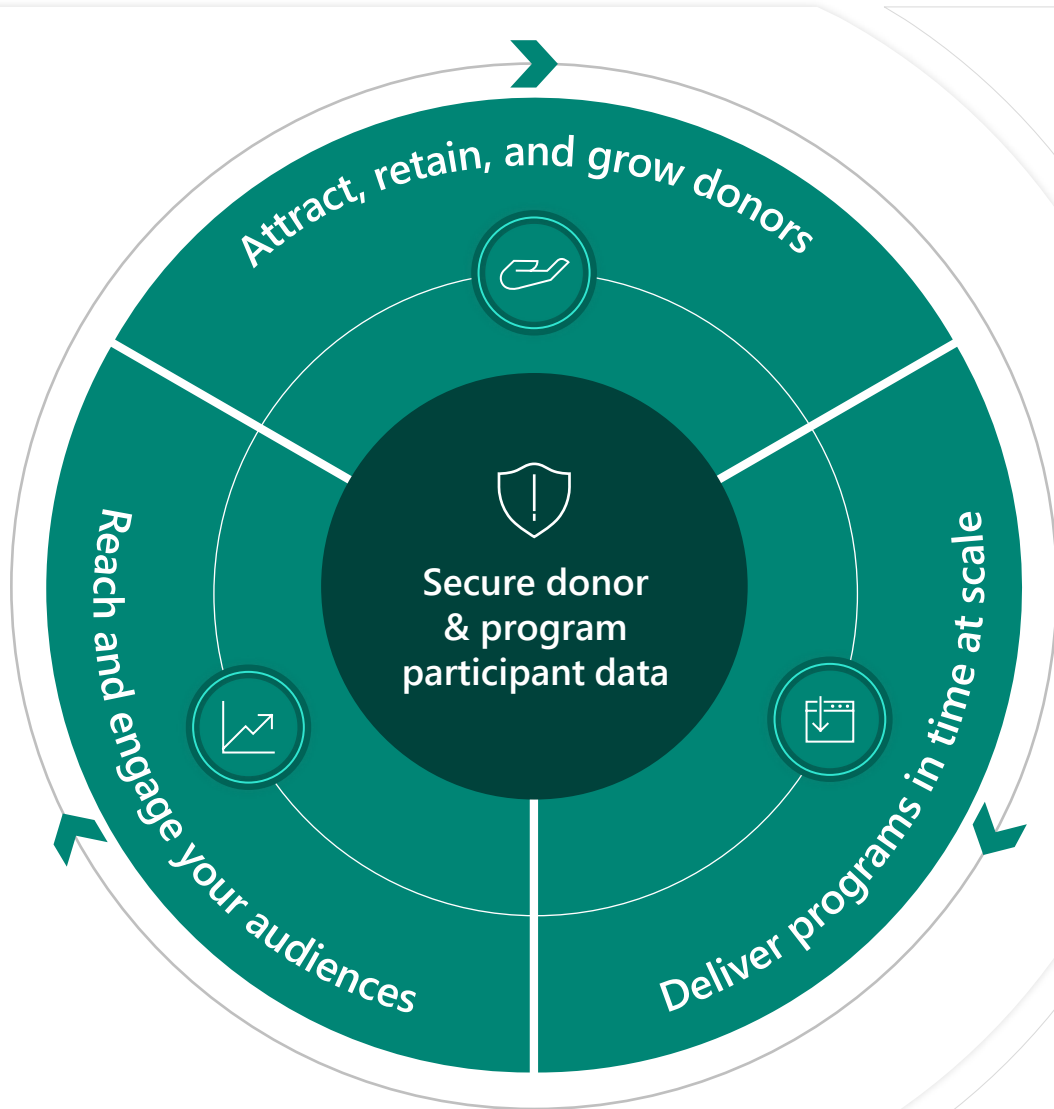 Attract, retain, and grow donors
Secure donor
& program
participant data
Reach and engage your audiences
Deliver programs in time at scale